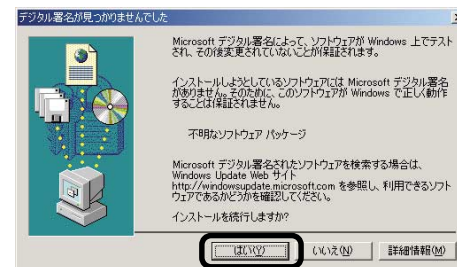 デジタル署名が見つかりませんでした
Microsoft デジタル署名によって、ソフトウェアが Windows 上でテスト
され、その後変更されていないことが保証されます。
インストールしようとしているソフトウェアには Microsoft デジタル署名
がありません。そのために、このソフトウェアが Windows で正しく動作
することは保証されません。
不明なソフトウェア パッケージ
Microsoft デジタル署名されたソフトウェアを検索する場合は、
Windows Update Web サイト
http://windowsupdate.microsoft.com を参照し、利用できるソフト
ウェアであるかどうかを確認してください。
インストールを続行しますか?
はい(Y)
いいえ(N)
詳細情報(M)